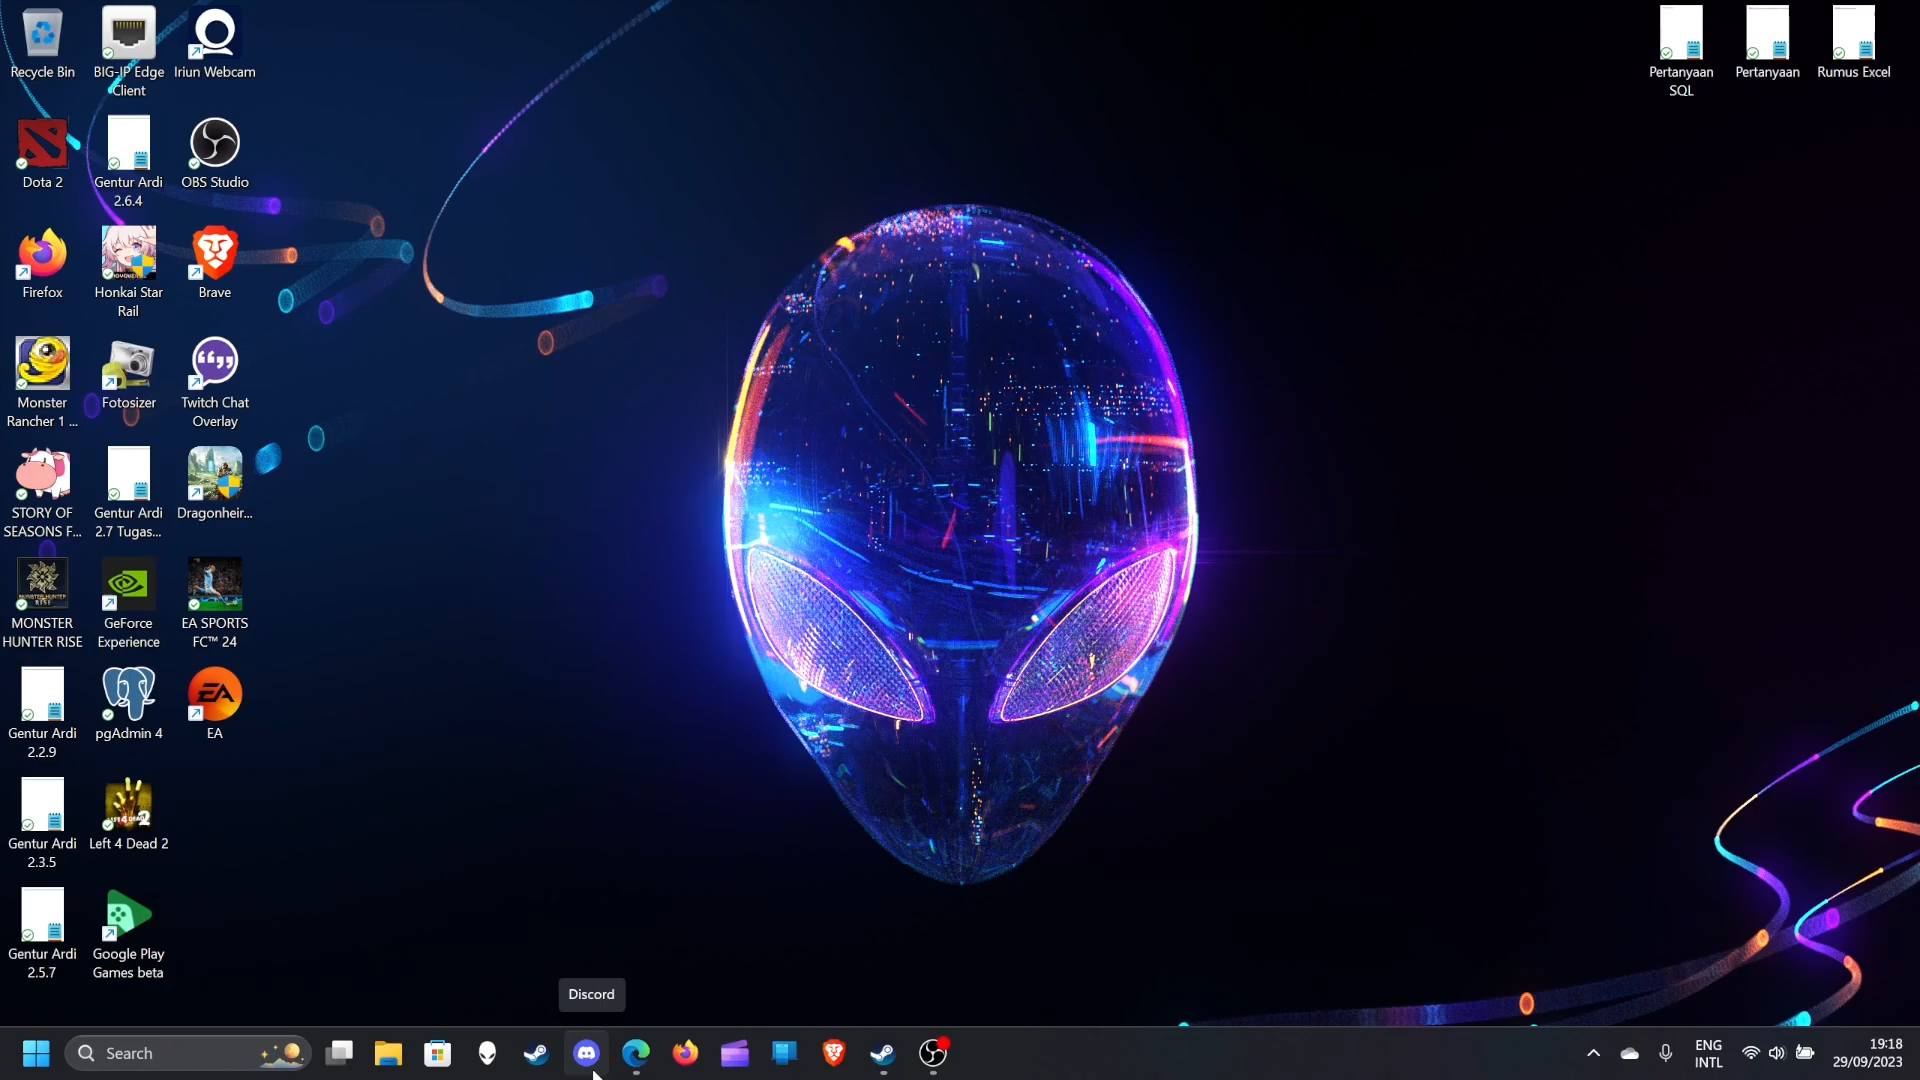 Recycle Bin
BIG-IP Edge
Client
Iriun Webcam
Pertanyaan
SQL
Pertanyaan
Rumus Excel
Dota 2
Gentur Ardi
2.6.4
OBS Studio
Firefox
Honkai Star
Rail
Brave
Monster
Rancher 1 ...
Fotosizer
Twitch Chat
Overlay
STORY OF
SEASONS F...
Gentur Ardi
2.7 Tugas...
Dragonheir...
MONSTER
HUNTER RISE
GeForce
Experience
EA SPORTS
FC™ 24
Gentur Ardi
2.2.9
pgAdmin 4
EA
EA
Gentur Ardi
2.3.5
Left 4 Dead 2
Gentur Ardi
2.5.7
Google Play
Games beta
Discord
Search
ENG
INTL
19:18
29/09/2023